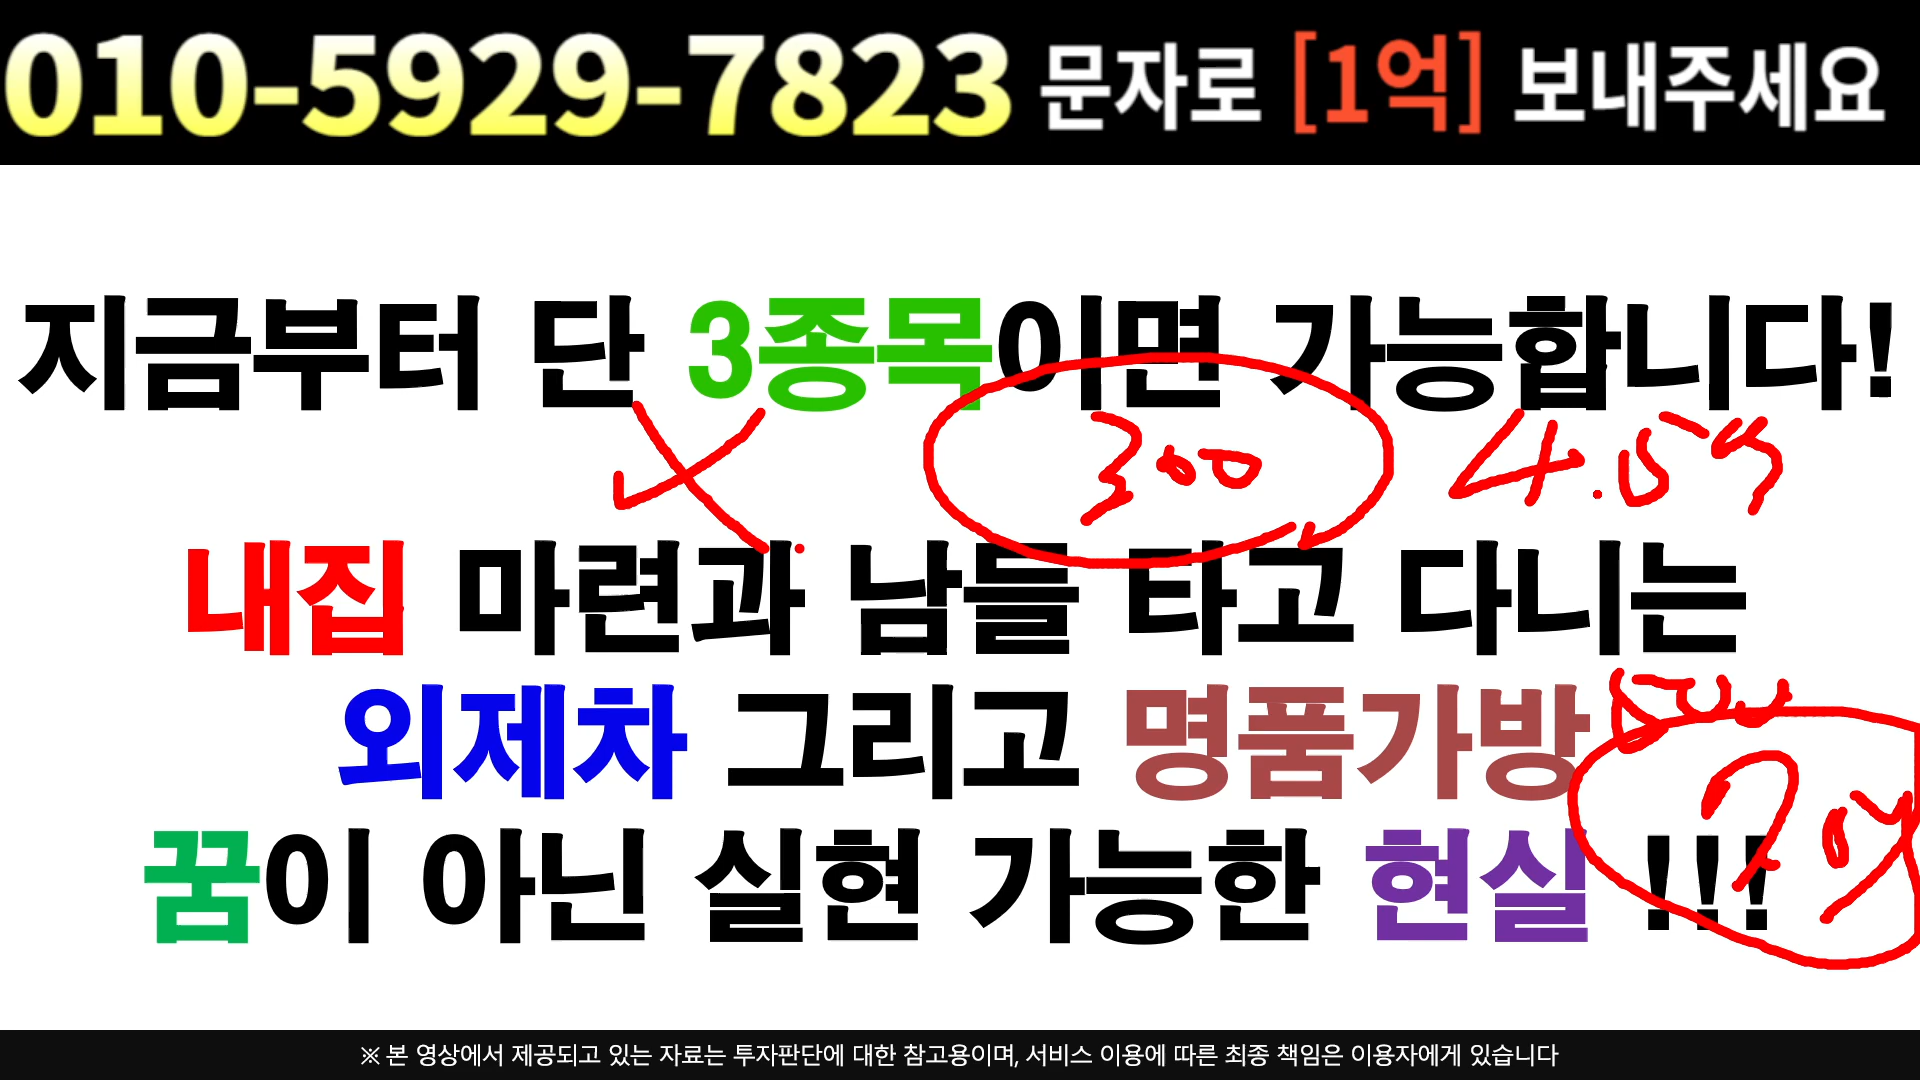 010-5929-7823 문자로 [1억] 보내주세요
지금부터 단 3종목이면 가능합니다!
300 4.5억
내집 마련과 남들 타고 다니는
외제차 그리고 명품가방
500
꿈이 아닌 실현 가능한 현실 !!!
※ 본 영상에서 제공되고 있는 자료는 투자판단에 대한 참고용이며, 서비스 이용에 따른 최종 책임은 이용자에게 있습니다